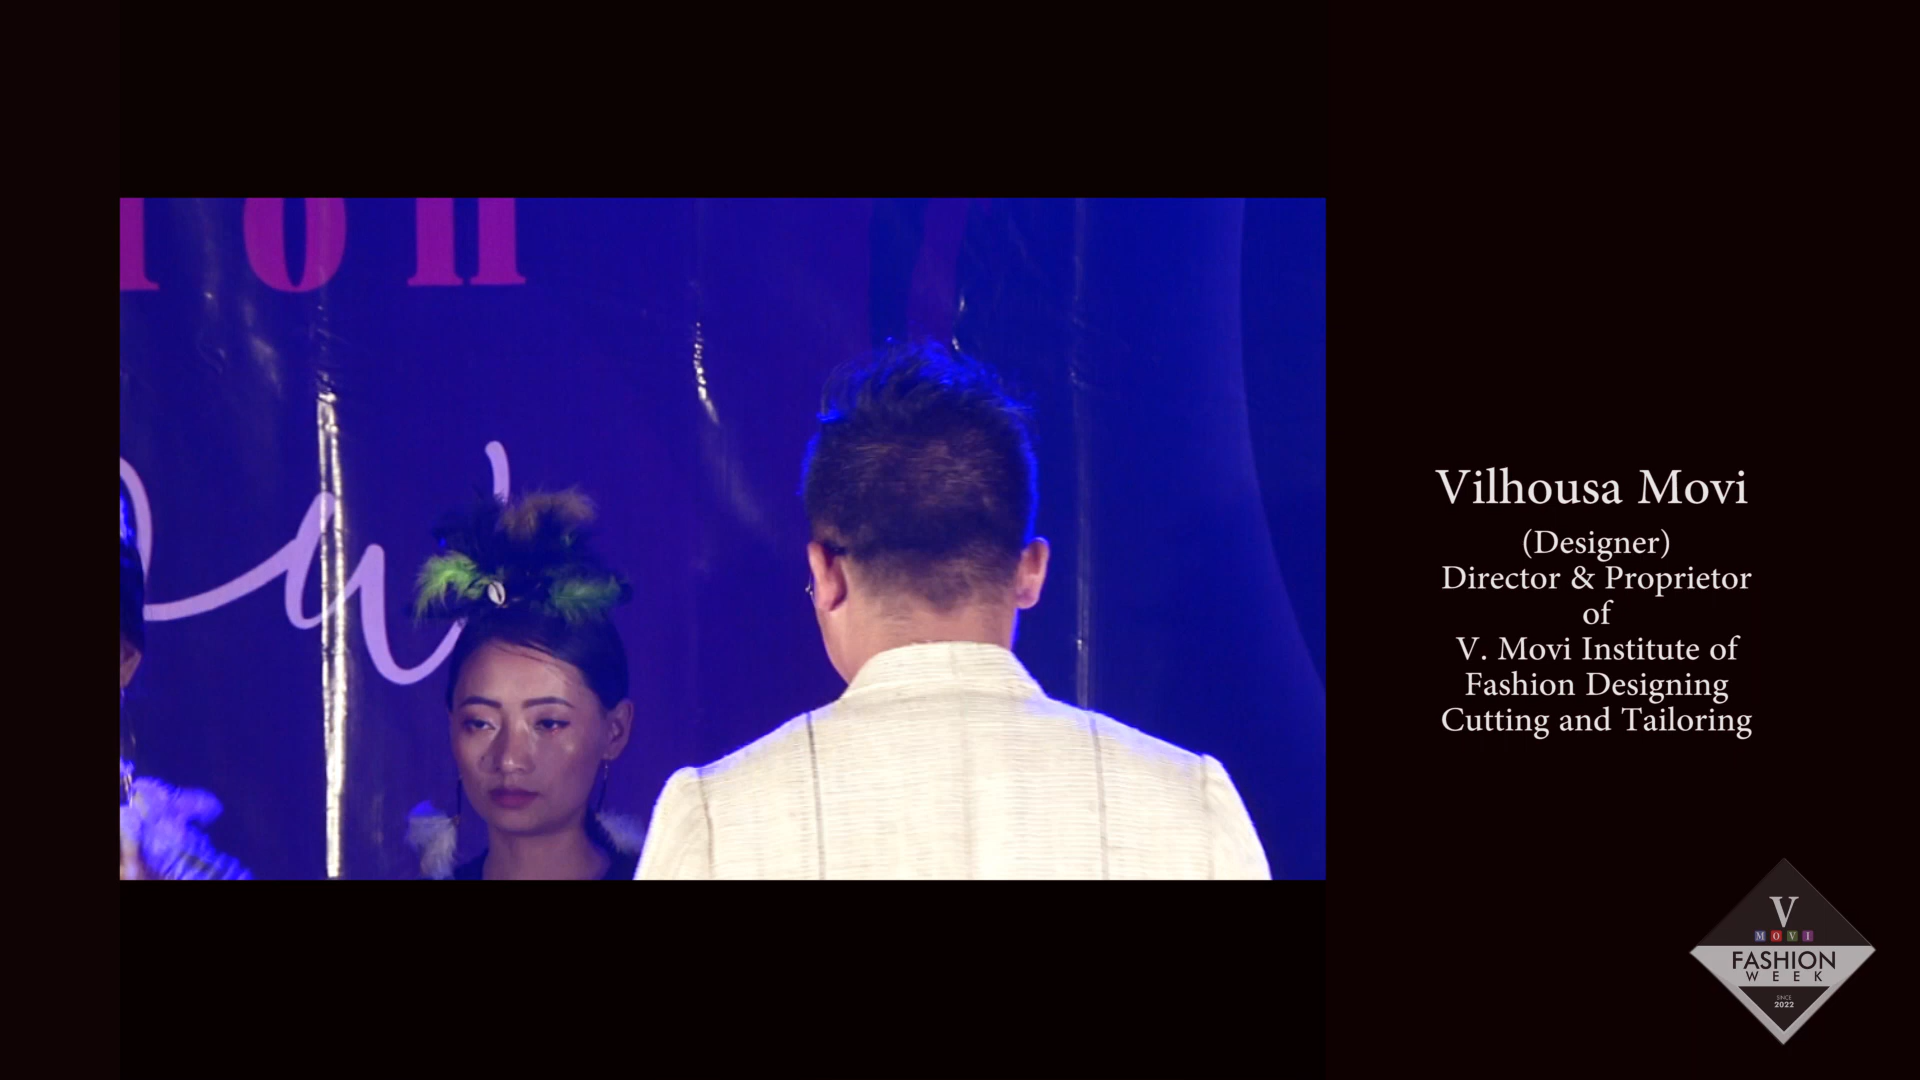 Vilhousa Movi
(Designer)
Director & Proprietor
of
V. Movi Institute of
Fashion Designing
Cutting and Tailoring
V
MOVI
FASHION
WEEK
SINCE
2022